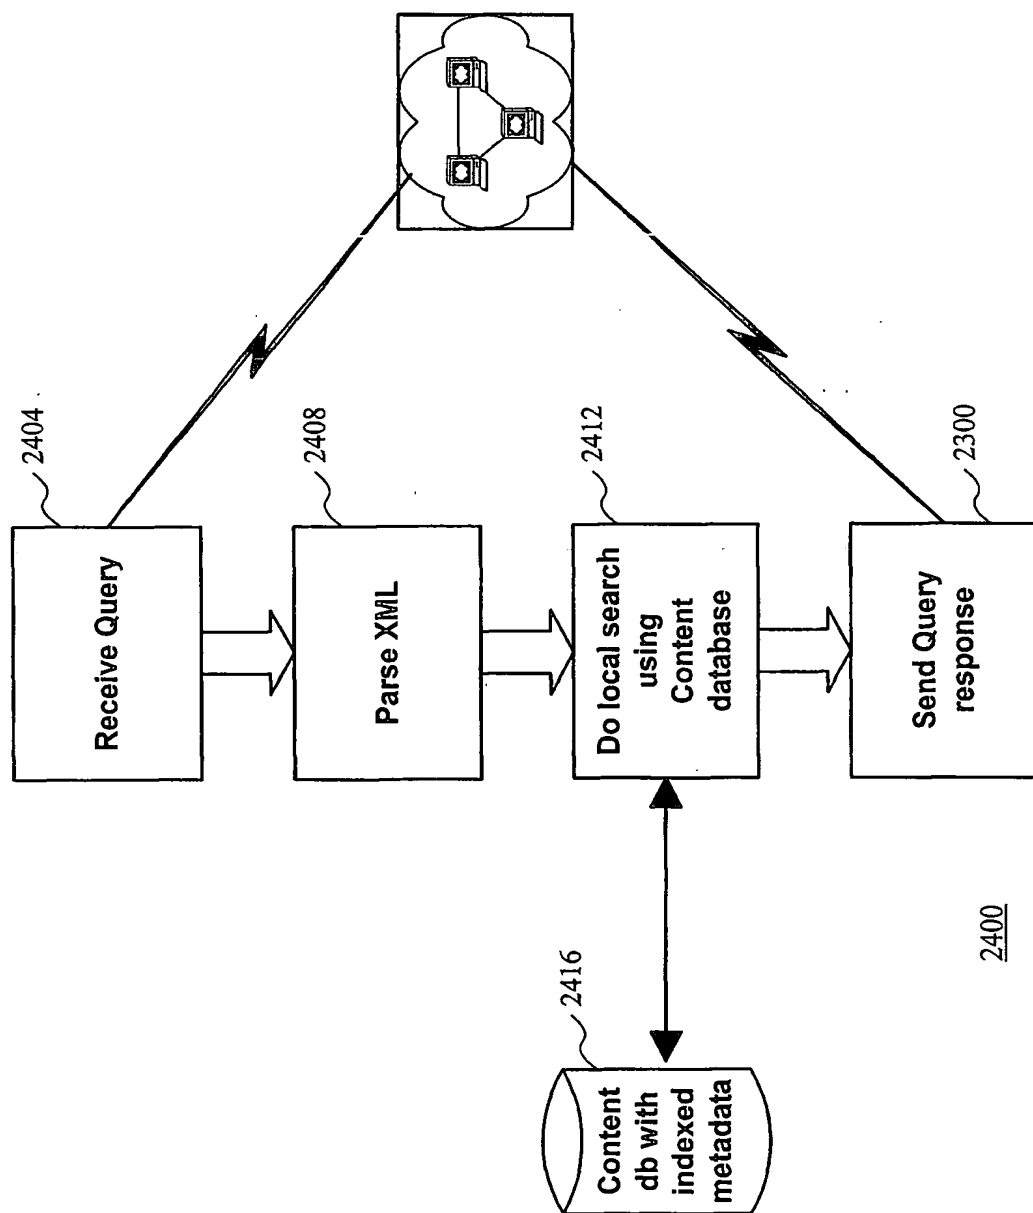 2404
Receive Query
2408
Parse XML
2412
Do local search
using
Content
database
2300
Send Query
response
2416
Content
db with
indexed
metadata
2400